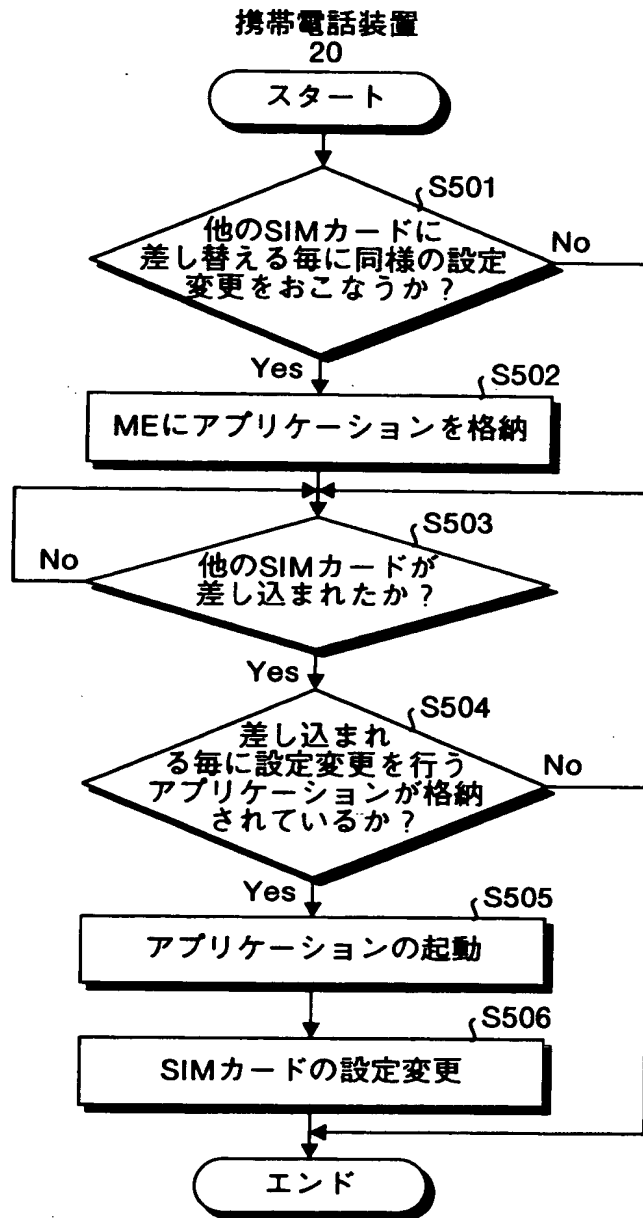 携帯電話装置
20
スタート
S501
他のSIMカードに
差し替える毎に同様の設定
変更をおこなうか？
No
Yes
S502
MEにアプリケーションを格納
S503
No
他のSIMカードが
差し込まれたか？
Yes
S504
差し込まれ
る毎に設定変更を行う
アプリケーションが格納
されているか？
No
Yes
S505
アプリケーションの起動
S506
SIMカードの設定変更
エンド